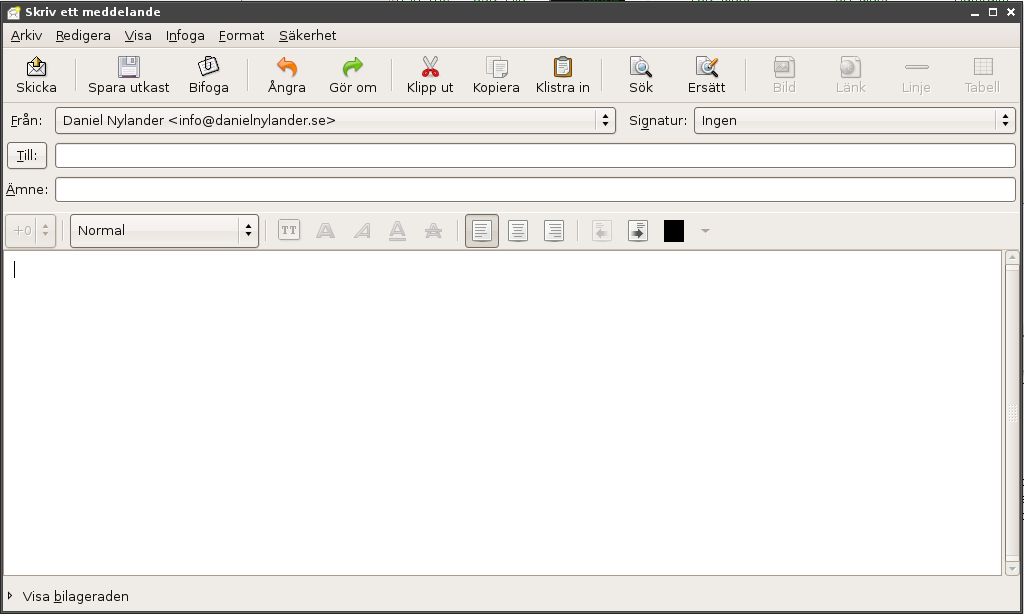 Skriv ett meddelande
Arkiv Redigera Visa Infoga Format Säkerhet
Skicka Spara utkast Bifoga Ångra Gör om Klipp ut Kopiera Klistra in Sök Ersätt Bild Länk Linje Tabell
Från: Daniel Nylander <info@danielnylander.se> Signatur: Ingen
Till:
Ämne:
+0 Normal TT A A A A
Visa bilageraden